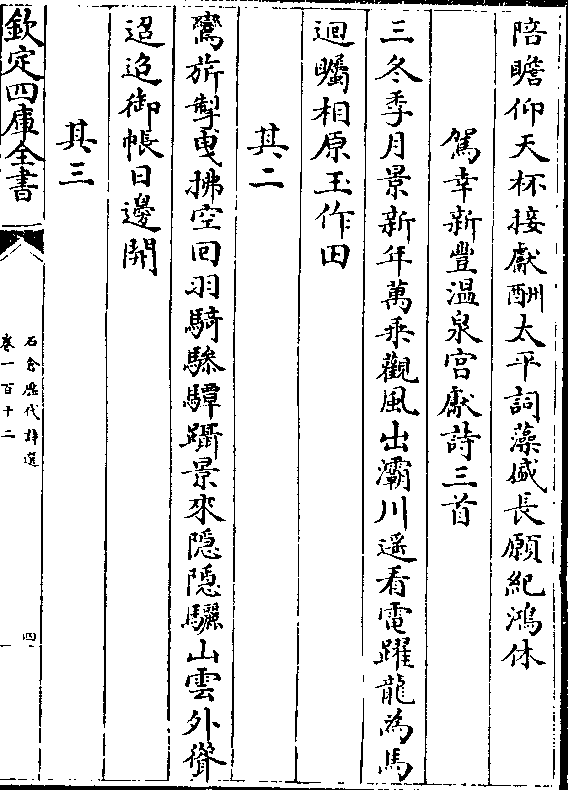 陪瞻仰天杯接獻酬太平詞藻盛長願紀鴻休
駕幸新豐温泉宫獻詩三首
三冬季月景新年萬乘觀風出灞川遥看電躍龍為馬
迴矚相原玉作田
其二
鸞旂掣曳拂空回羽騎驂驔躡景來隠隠驪山雲外聳
迢迢御帳日邊開
其三
欽定四庫全書
石倉歴代詩選
卷一百十二
四